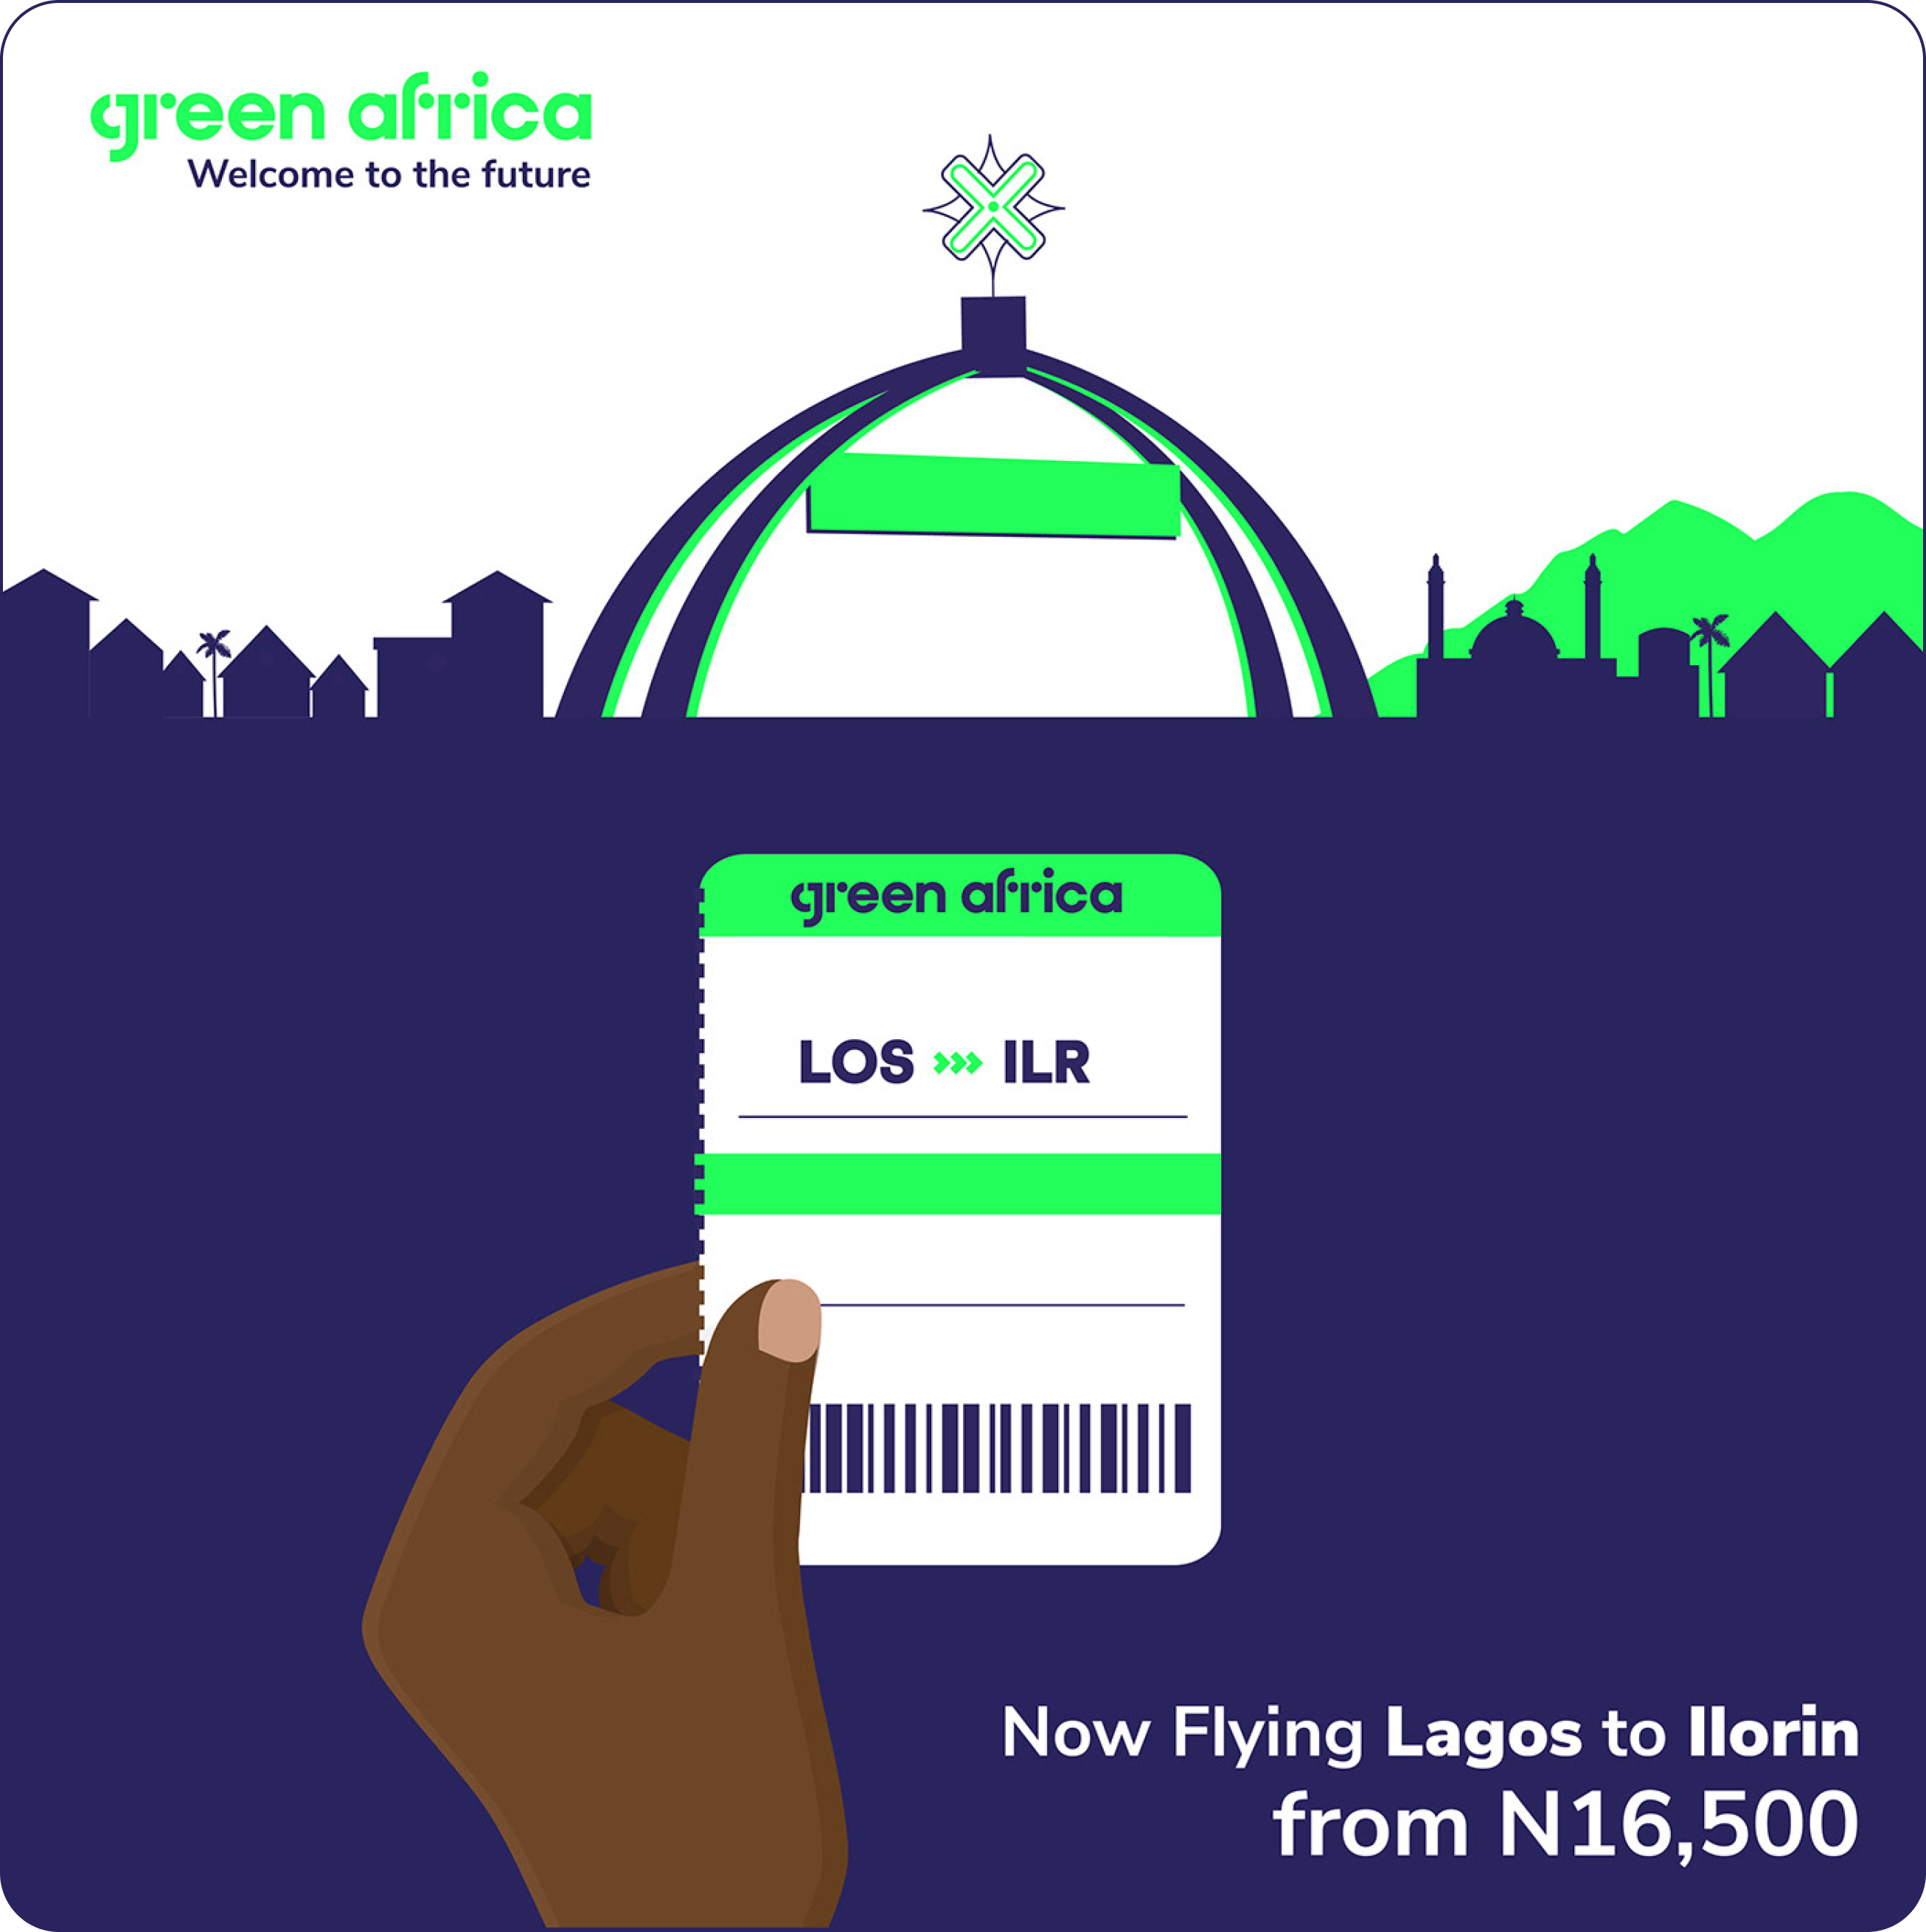 green africa
Welcome to the future
green africa
LOS ILR
Now Flying Lagos to Ilorin
from N16,500